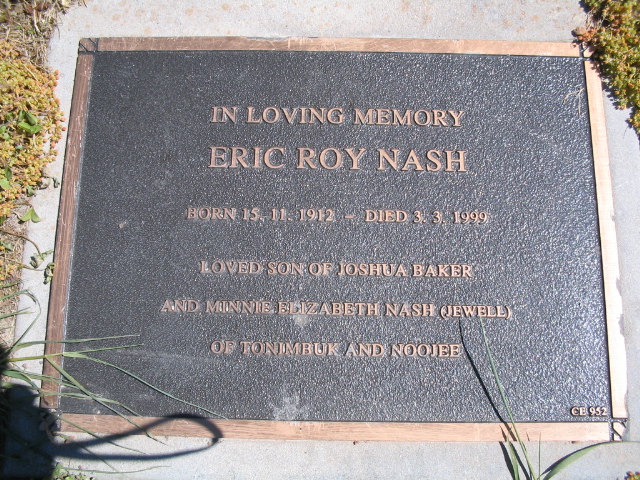 IN LOVING MEMORY
ERIC ROY NASH
BORN 15. 11. 1912 – DIED 3. 3. 1999
LOVED SON OF JOSHUA BAKER
AND MINNIE ELIZABETH NASH (JEWELL)
OF TONIMBUK AND NOOJEE
CE 952